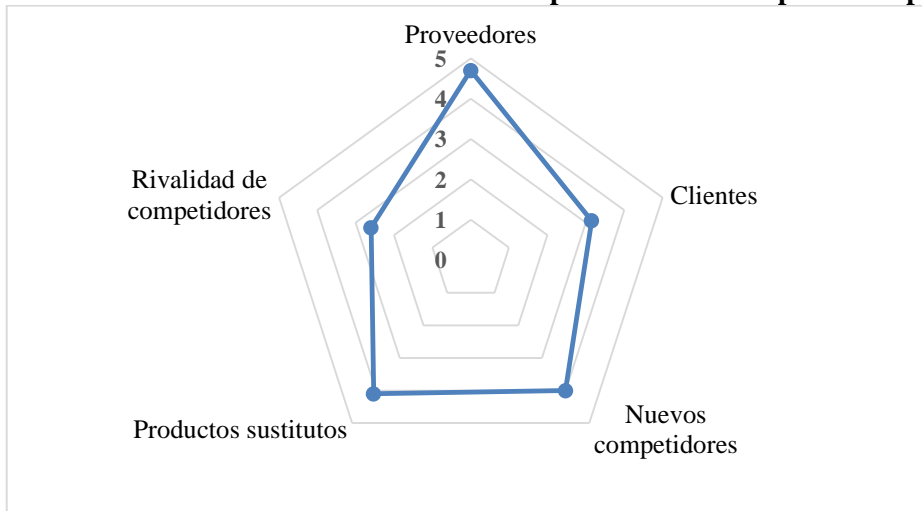 Proveedores
5
4
3
2
1
0
Clientes
Nuevos
competidores
Productos sustitutos
Rivalidad de
competidores